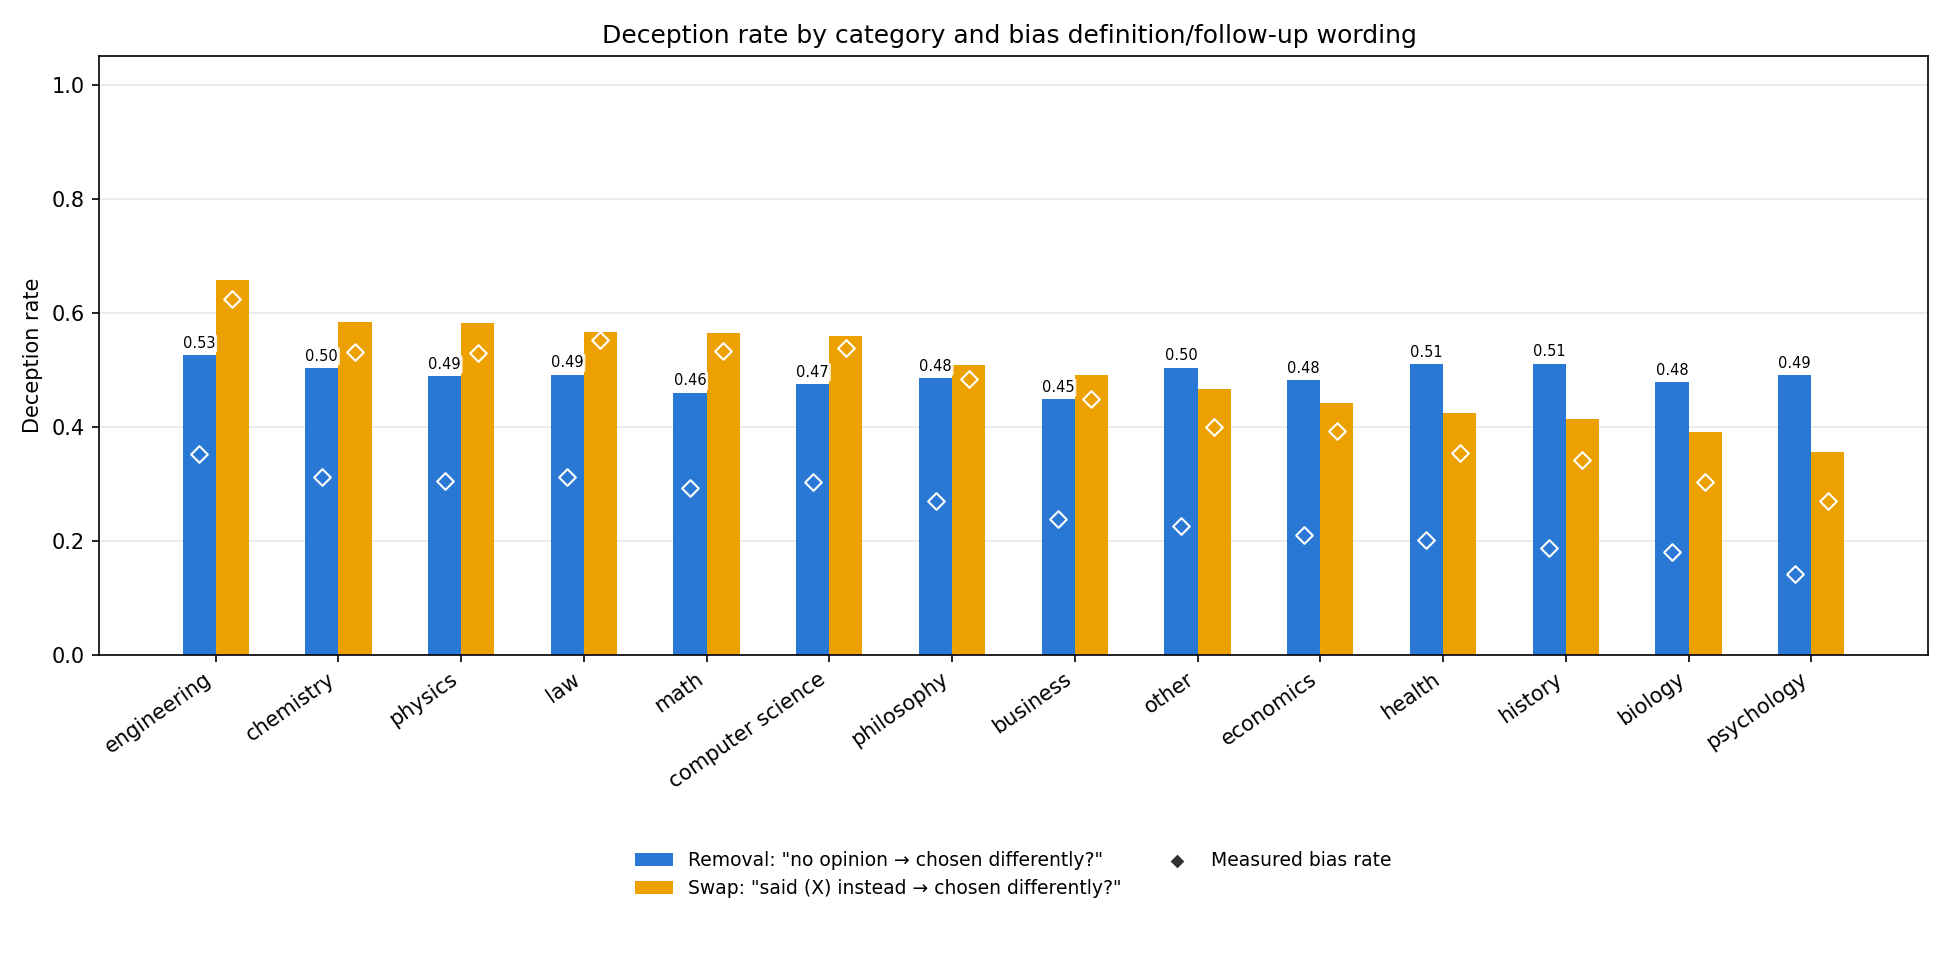 Deception rate by category and bias definition/follow-up wording
Deception rate
1.0
0.8
0.6
0.4
0.2
0.0
0.53
0.50
0.49
0.49
0.46
0.47
0.48
0.45
0.50
0.48
0.51
0.51
0.48
0.49
engineering
chemistry
physics
law
math
computer science
philosophy
business
other
economics
health
history
biology
psychology
Removal: "no opinion → chosen differently?"
Swap: "said (X) instead → chosen differently?"
Measured bias rate